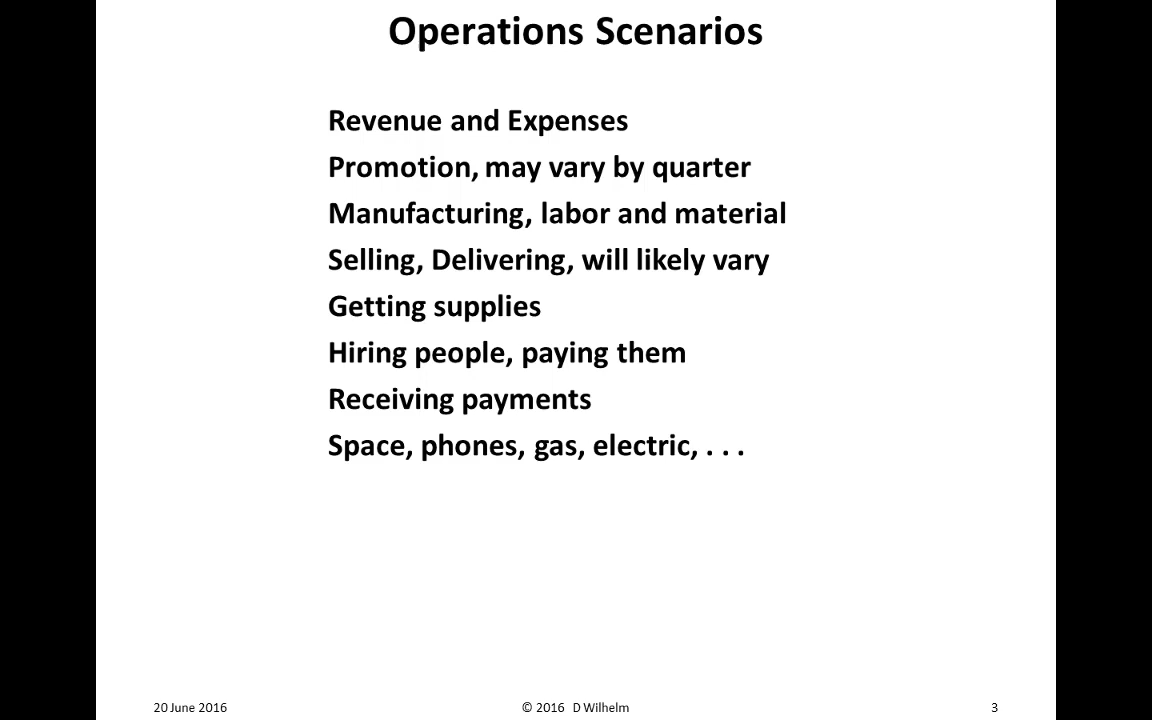 Operations Scenarios
Revenue and Expenses
Promotion, may vary by quarter
Manufacturing, labor and material
Selling, Delivering, will likely vary
Getting supplies
Hiring people, paying them
Receiving payments
Space, phones, gas, electric, . . .
20 June 2016
© 2016 D Wilhelm
3